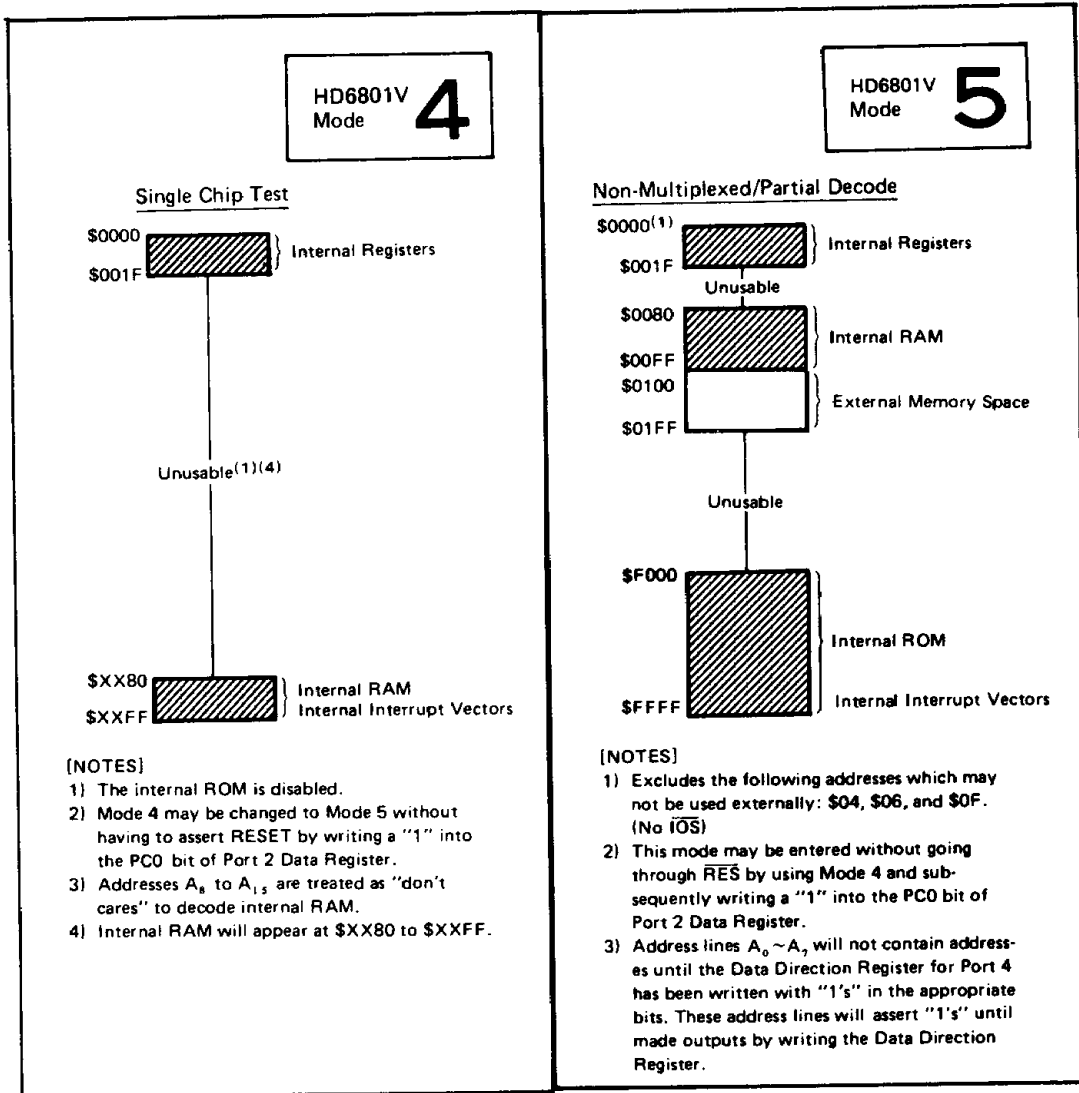 HD6801V
Mode 4
Single Chip Test
$0000
Internal Registers
$001F
Unusable(1)(4)
$XX80
Internal RAM
Internal Interrupt Vectors
$XXFF
[NOTES]
1) The internal ROM is disabled.
2) Mode 4 may be changed to Mode 5 without
having to assert RESET by writing a "1" into
the PC0 bit of Port 2 Data Register.
3) Addresses A₈ to A₁₅ are treated as "don't
cares" to decode internal RAM.
4) Internal RAM will appear at $XX80 to $XXFF.
HD6801V
Mode 5
Non-Multiplexed/Partial Decode
$0000(1)
Internal Registers
$001F
Unusable
$0080
Internal RAM
$00FF
$0100
External Memory Space
$01FF
Unusable
$F000
Internal ROM
Internal Interrupt Vectors
$FFFF
[NOTES]
1) Excludes the following addresses which may
not be used externally: $04, $06, and $0F.
(No I̅O̅S̅)
2) This mode may be entered without going
through R̅E̅S̅ by using Mode 4 and sub-
sequently writing a "1" into the PC0 bit of
Port 2 Data Register.
3) Address lines A₀~A₇ will not contain address-
es until the Data Direction Register for Port 4
has been written with "1's" in the appropriate
bits. These address lines will assert "1's" until
made outputs by writing the Data Direction
Register.